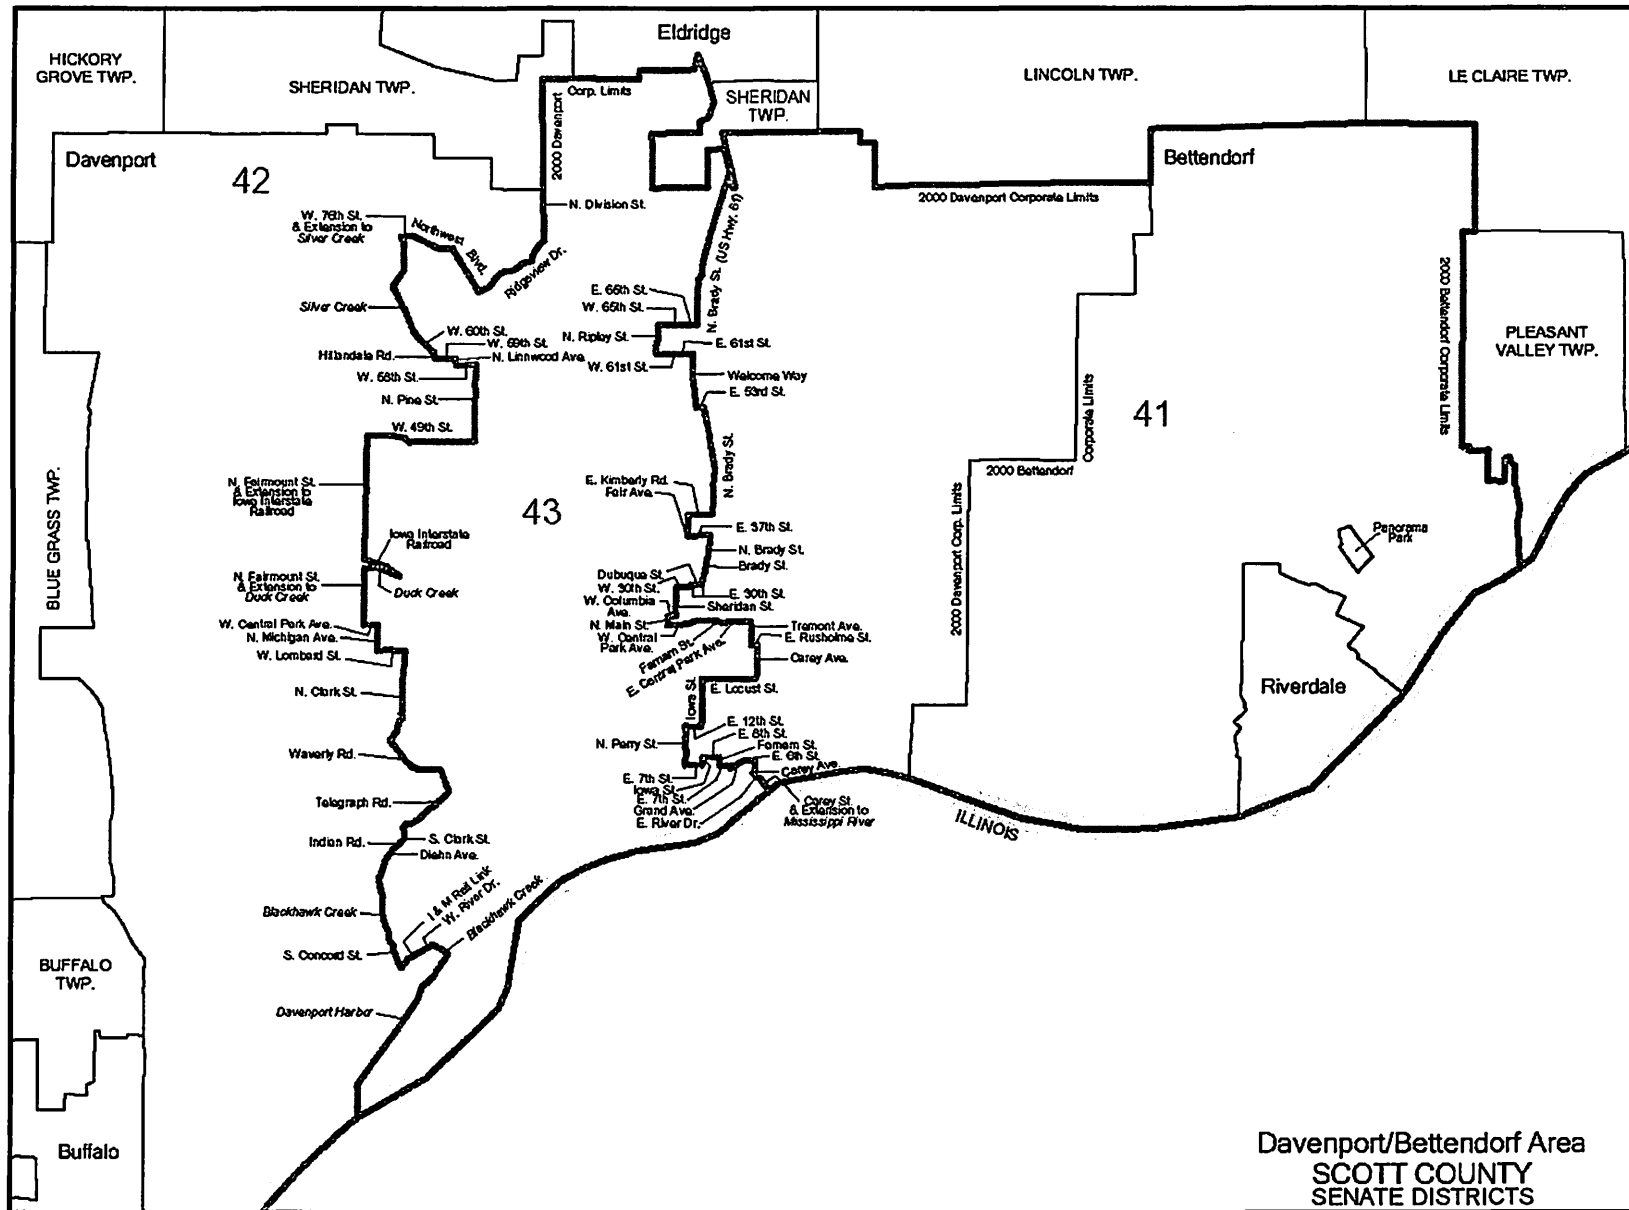 Eldridge
HICKORY
GROVE TWP.
SHERIDAN TWP.
LINCOLN TWP.
LE CLAIRE TWP.
Corp. Limits
SHERIDAN
TWP.
2000 Davenport
Davenport
42
Bettendorf
2000 Davenport Corporate Limits
N. Division St.
W. 76th St.
& Extension to
Silver Creek
Northwest
Blvd.
Ridgeview Dr.
N. Brady St. (US Hwy. 61)
2000 Bettendorf Corporate Limits
Silver Creek
E. 66th St.
W. 65th St.
N. Ripley St.
E. 61st St.
W. 61st St.
W. 60th St.
W. 59th St.
Hillandale Rd.
N. Linnwood Ave.
W. 58th St.
PLEASANT
VALLEY TWP.
Welcome Way
E. 53rd St.
N. Pine St.
W. 49th St.
41
Corporate Limits
2000 Bettendorf
N. Brady St.
E. Kimberly Rd.
Fair Ave.
N. Fairmount St.
& Extension to
Iowa Interstate
Railroad
43
E. 37th St.
Iowa Interstate
Railroad
N. Brady St.
Brady St.
Panorama
Park
BLUE GRASS TWP.
N. Fairmount St.
& Extension to
Duck Creek
Duck Creek
Dubuque St.
W. 30th St.
E. 30th St.
W. Columbia
Ave.
Sheridan St.
N. Main St.
W. Central
Park Ave.
Farnam St.
E. Central Park Ave.
Tremont Ave.
E. Rusholme St.
Carey Ave.
2000 Davenport Corp. Limits
W. Central Park Ave.
N. Michigan Ave.
W. Lombard St.
N. Clark St.
Iowa St.
E. Locust St.
Riverdale
E. 12th St.
E. 8th St.
N. Perry St.
Farnam St.
E. 6th St.
Carey Ave.
Waverly Rd.
E. 7th St.
Iowa St.
E. 7th St.
Grand Ave.
E. River Dr.
Carey St.
& Extension to
Mississippi River
Telegraph Rd.
ILLINOIS
Indian Rd.
S. Clark St.
Diehn Ave.
I & M Rail Link
W. River Dr.
Blackhawk Creek
Blackhawk Creek
S. Concord St.
BUFFALO
TWP.
Davenport Harbor
Buffalo
Davenport/Bettendorf Area
SCOTT COUNTY
SENATE DISTRICTS